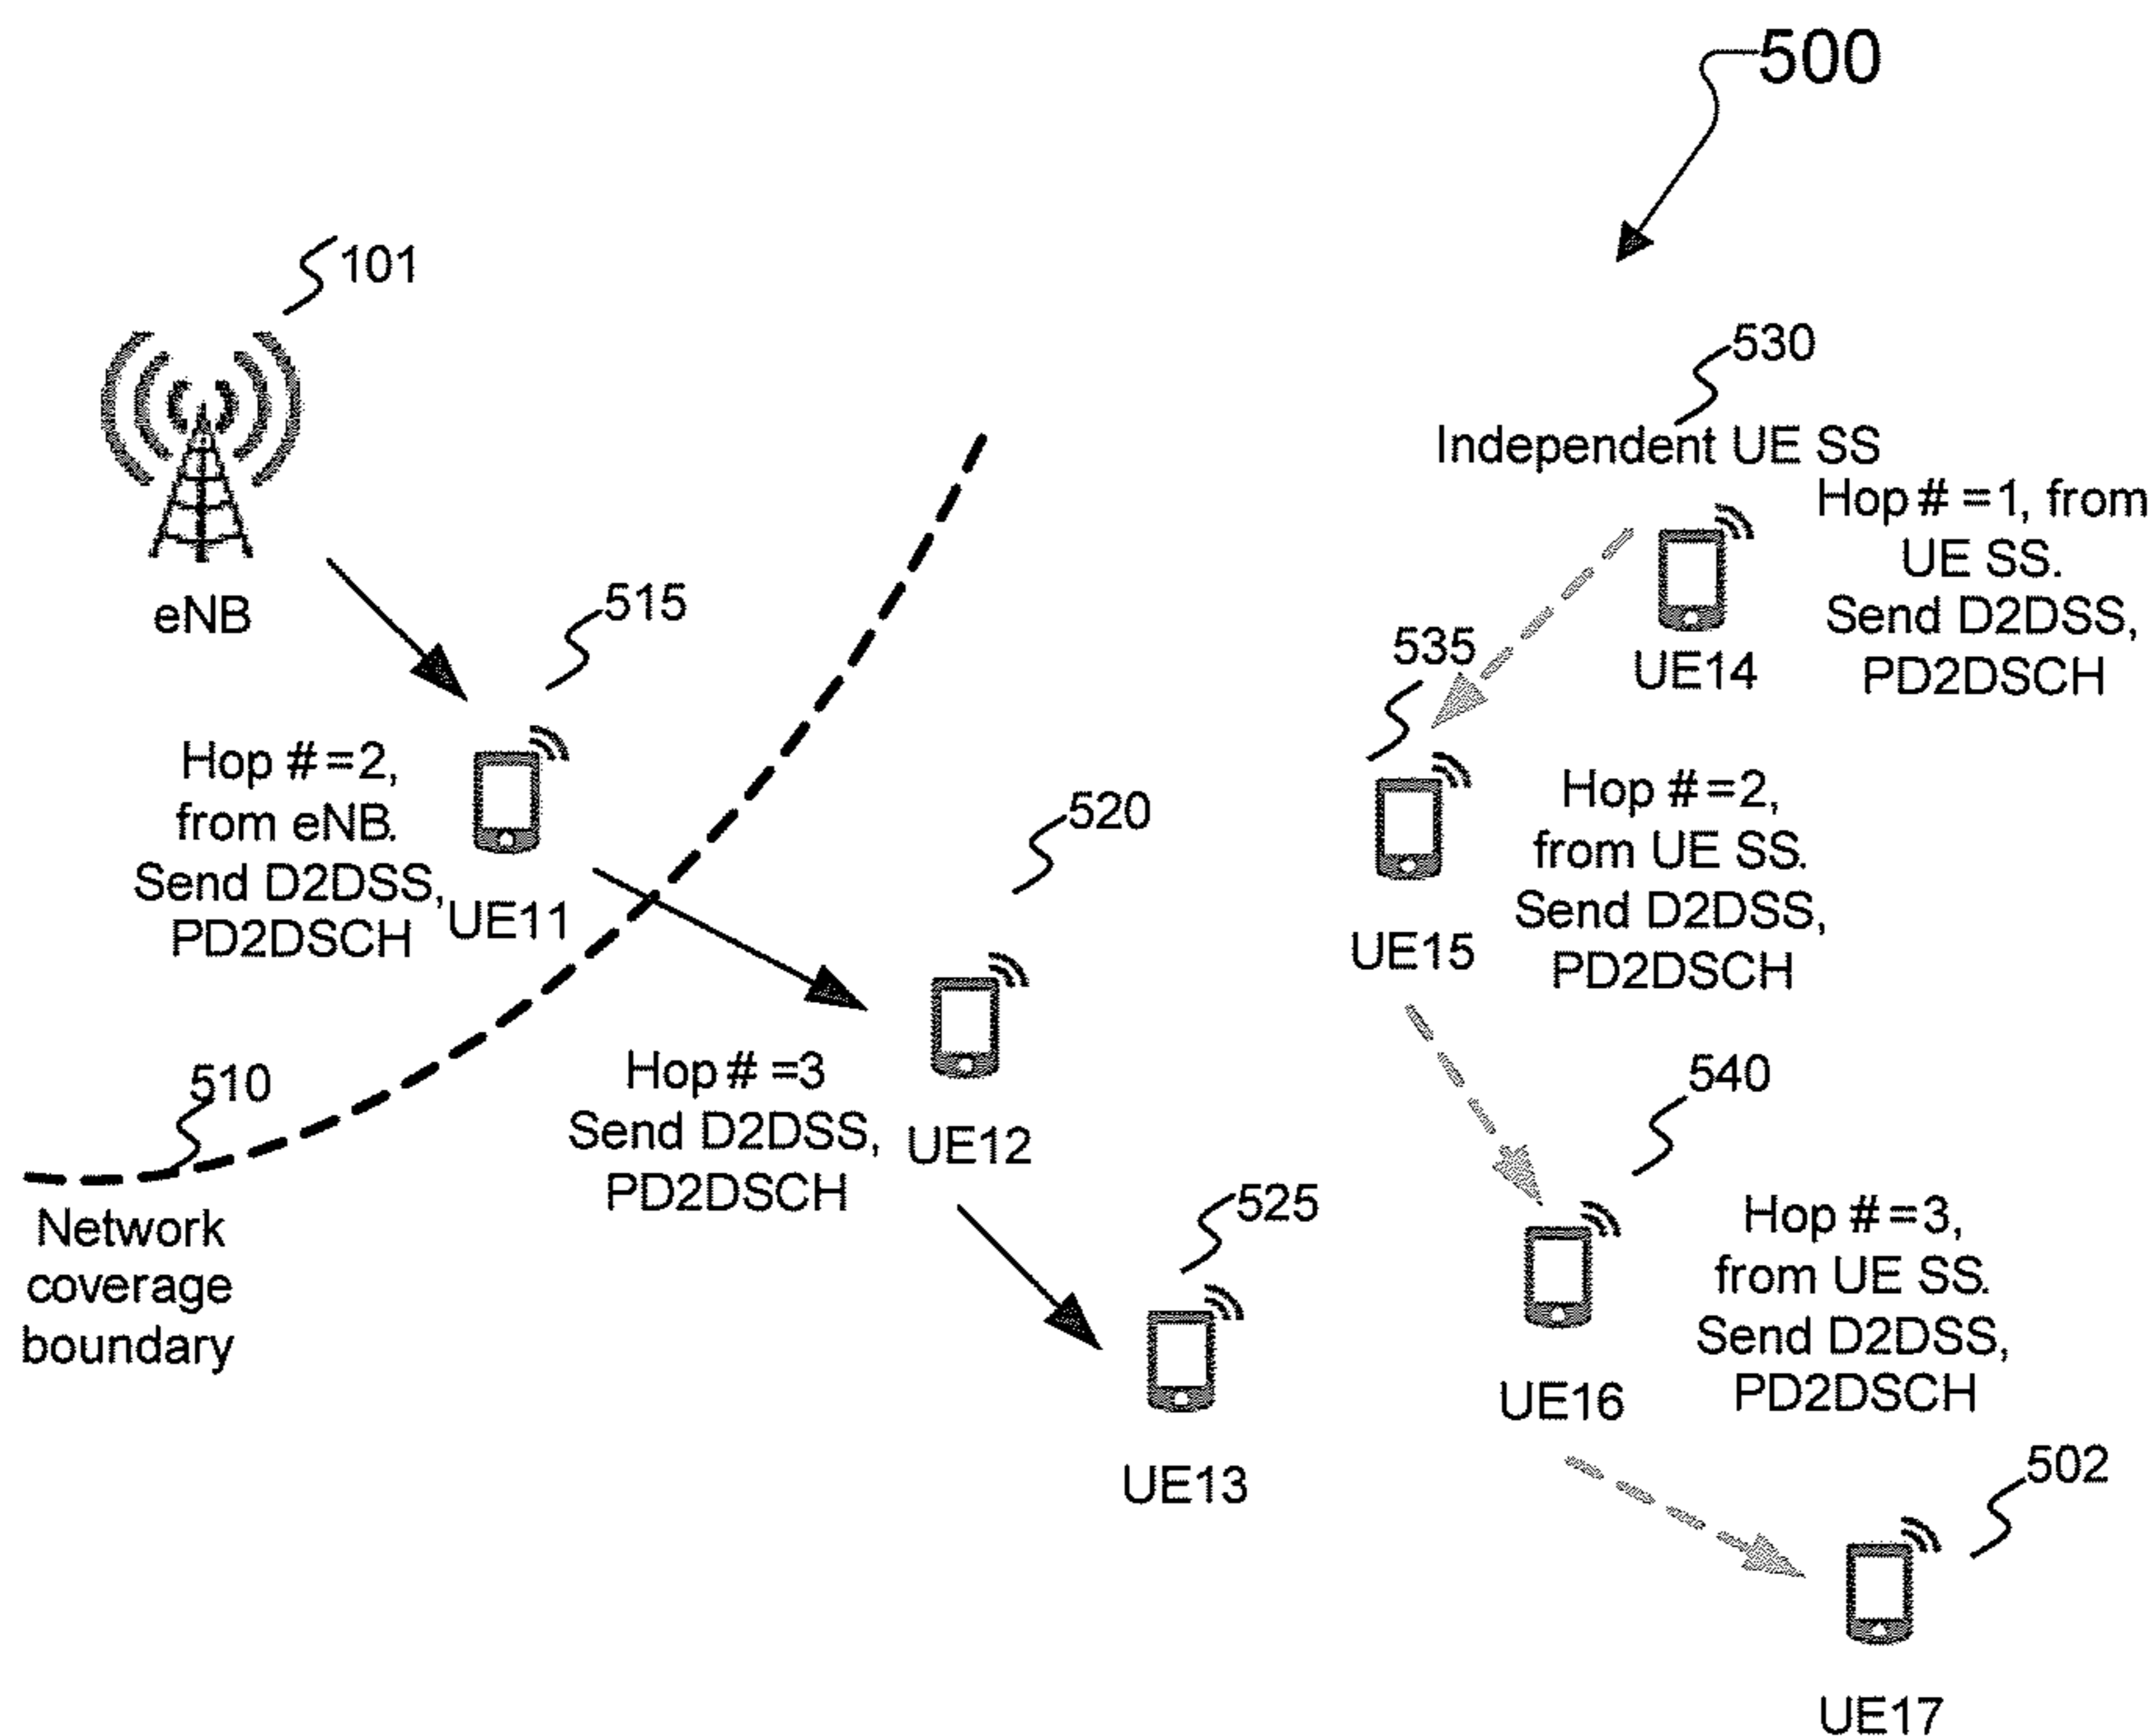 500
101
eNB
515
Hop # =2,
from eNB.
Send D2DSS,
PD2DSCH
UE11
520
Hop # =3
Send D2DSS,
PD2DSCH
UE12
510
Network
coverage
boundary
525
UE13
530
Independent UE SS
Hop # =1, from
UE SS.
Send D2DSS,
PD2DSCH
UE14
535
Hop # =2,
from UE SS.
Send D2DSS,
PD2DSCH
UE15
540
Hop # =3,
from UE SS.
Send D2DSS,
PD2DSCH
UE16
502
UE17